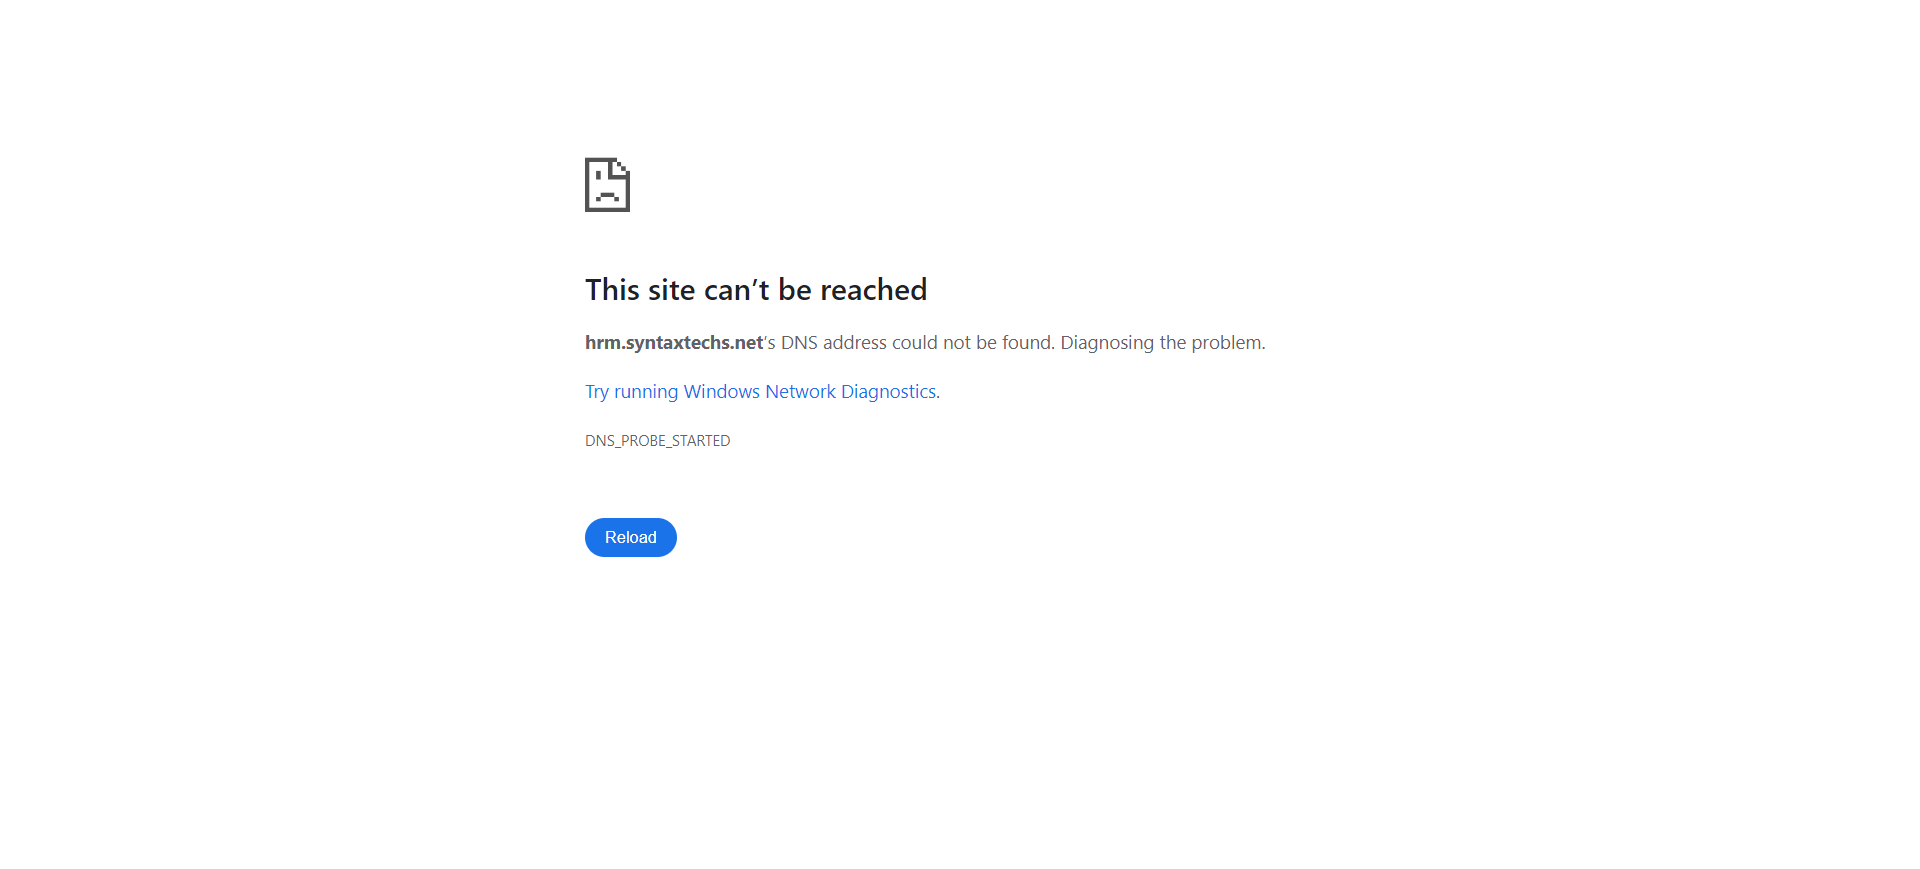 This site can’t be reached
hrm.syntaxtechs.net’s DNS address could not be found. Diagnosing the problem.
Try running Windows Network Diagnostics.
DNS_PROBE_STARTED
Reload